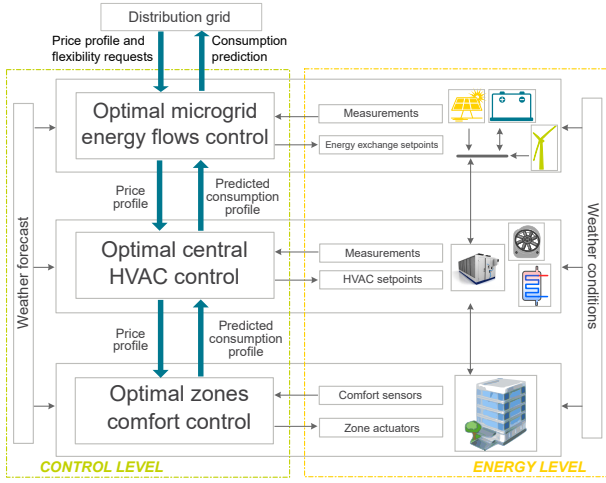 Distribution grid
Price profile and
flexibility requests
Consumption
prediction
Optimal microgrid
energy flows control
Measurements
Energy exchange setpoints
Price
profile
Predicted
consumption
profile
Weather forecast
Weather conditions
Optimal central
HVAC control
Measurements
HVAC setpoints
Price
profile
Predicted
consumption
profile
Optimal zones
comfort control
Comfort sensors
Zone actuators
CONTROL LEVEL
ENERGY LEVEL